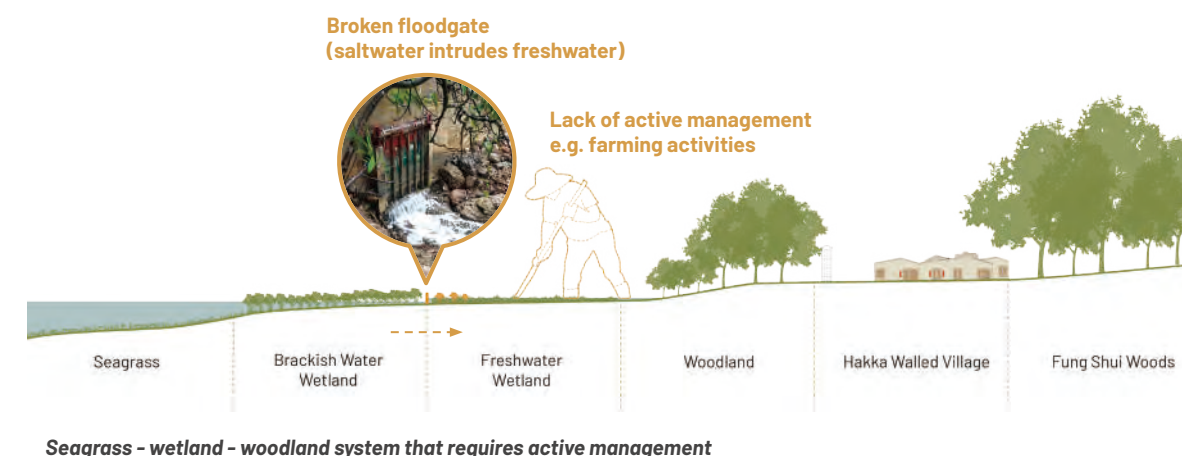 Broken floodgate
(saltwater intrudes freshwater)
Lack of active management
e.g. farming activities
Seagrass
Brackish Water
Wetland
Freshwater
Wetland
Woodland
Hakka Walled Village
Fung Shui Woods
Seagrass - wetland - woodland system that requires active management